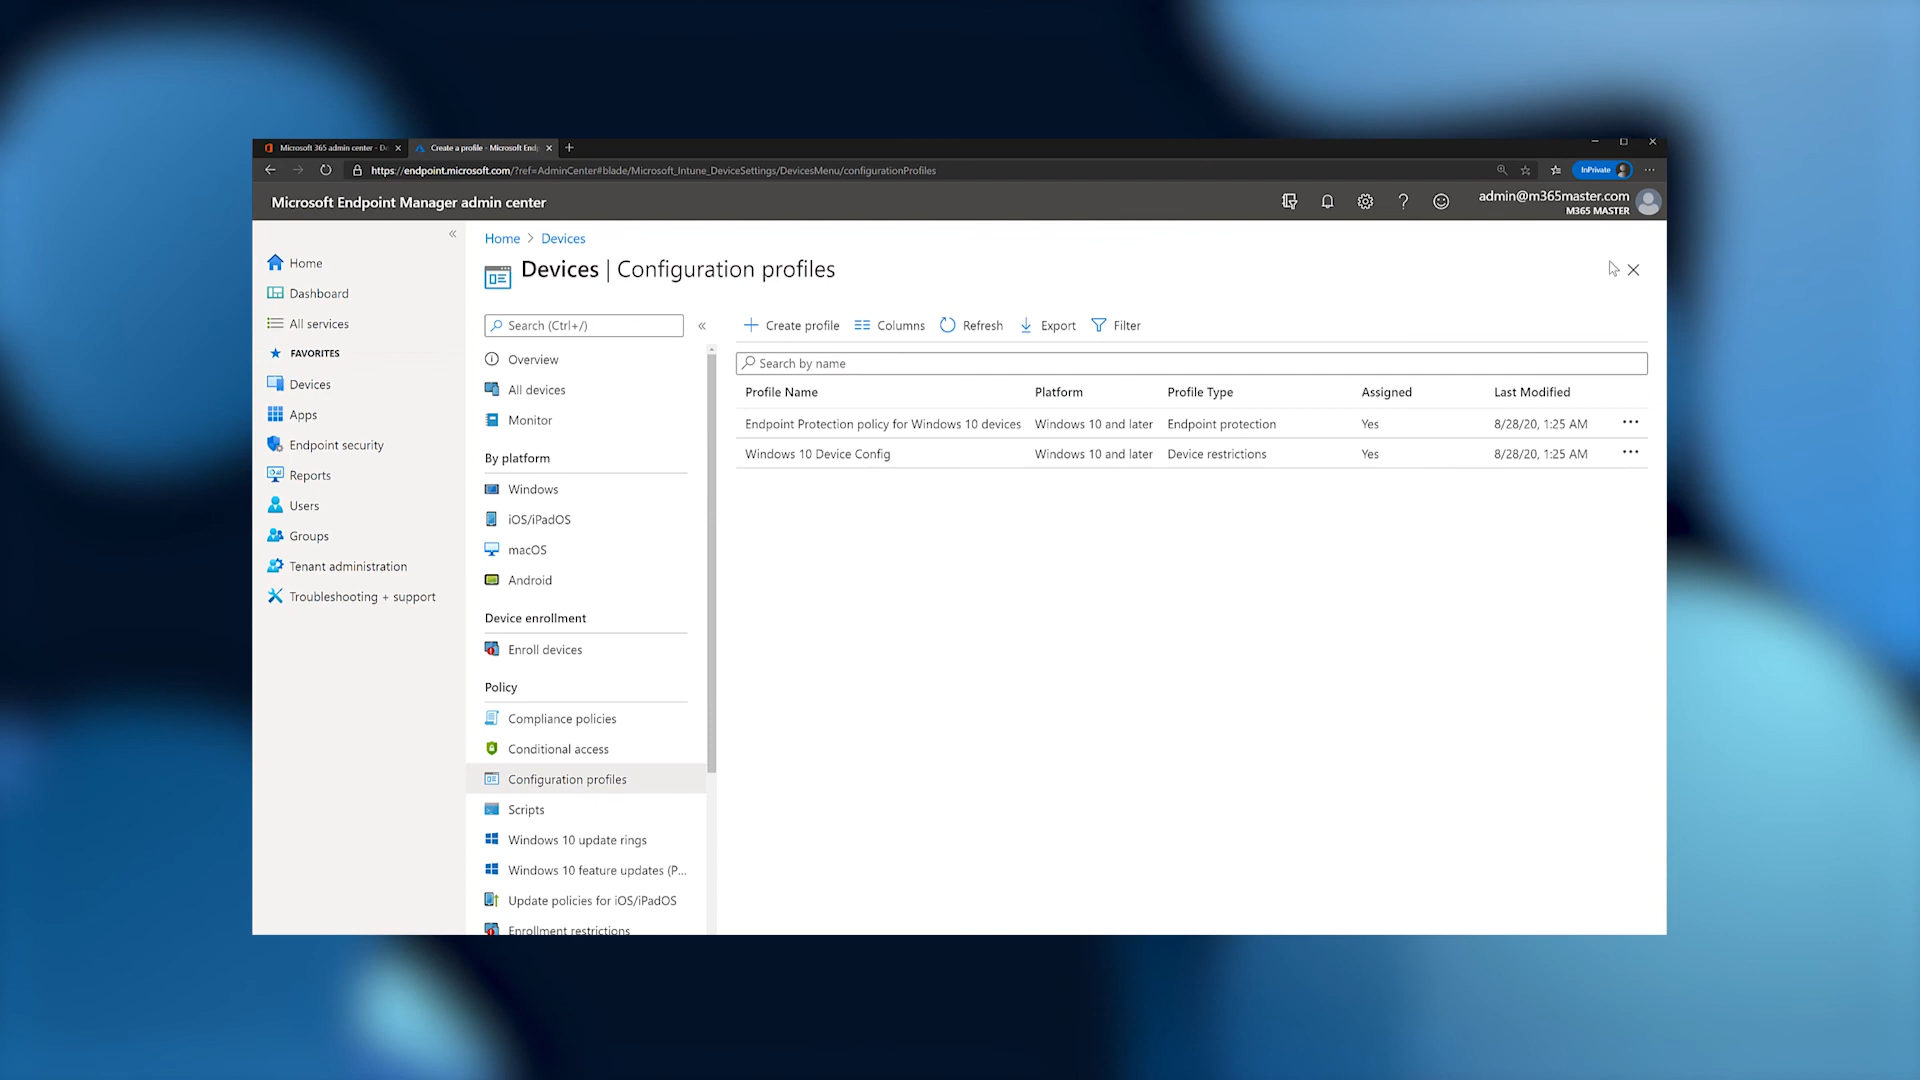 Microsoft 365 admin center - De
Create a profile - Microsoft Endp
https://endpoint.microsoft.com/?ref=AdminCenter#blade/Microsoft_Intune_DeviceSettings/DevicesMenu/configurationProfiles
InPrivate
Microsoft Endpoint Manager admin center
admin@m365master.com
M365 MASTER
Home
Dashboard
All services
FAVORITES
Devices
Apps
Endpoint security
Reports
Users
Groups
Tenant administration
Troubleshooting + support
Home > Devices
Devices | Configuration profiles
Search (Ctrl+/)
Overview
All devices
Monitor
By platform
Windows
iOS/iPadOS
macOS
Android
Device enrollment
Enroll devices
Policy
Compliance policies
Conditional access
Configuration profiles
Scripts
Windows 10 update rings
Windows 10 feature updates (P...
Update policies for iOS/iPadOS
Enrollment restrictions
Create profile Columns Refresh Export Filter
Search by name
Profile Name Platform Profile Type Assigned Last Modified
Endpoint Protection policy for Windows 10 devices Windows 10 and later Endpoint protection Yes 8/28/20, 1:25 AM
Windows 10 Device Config Windows 10 and later Device restrictions Yes 8/28/20, 1:25 AM